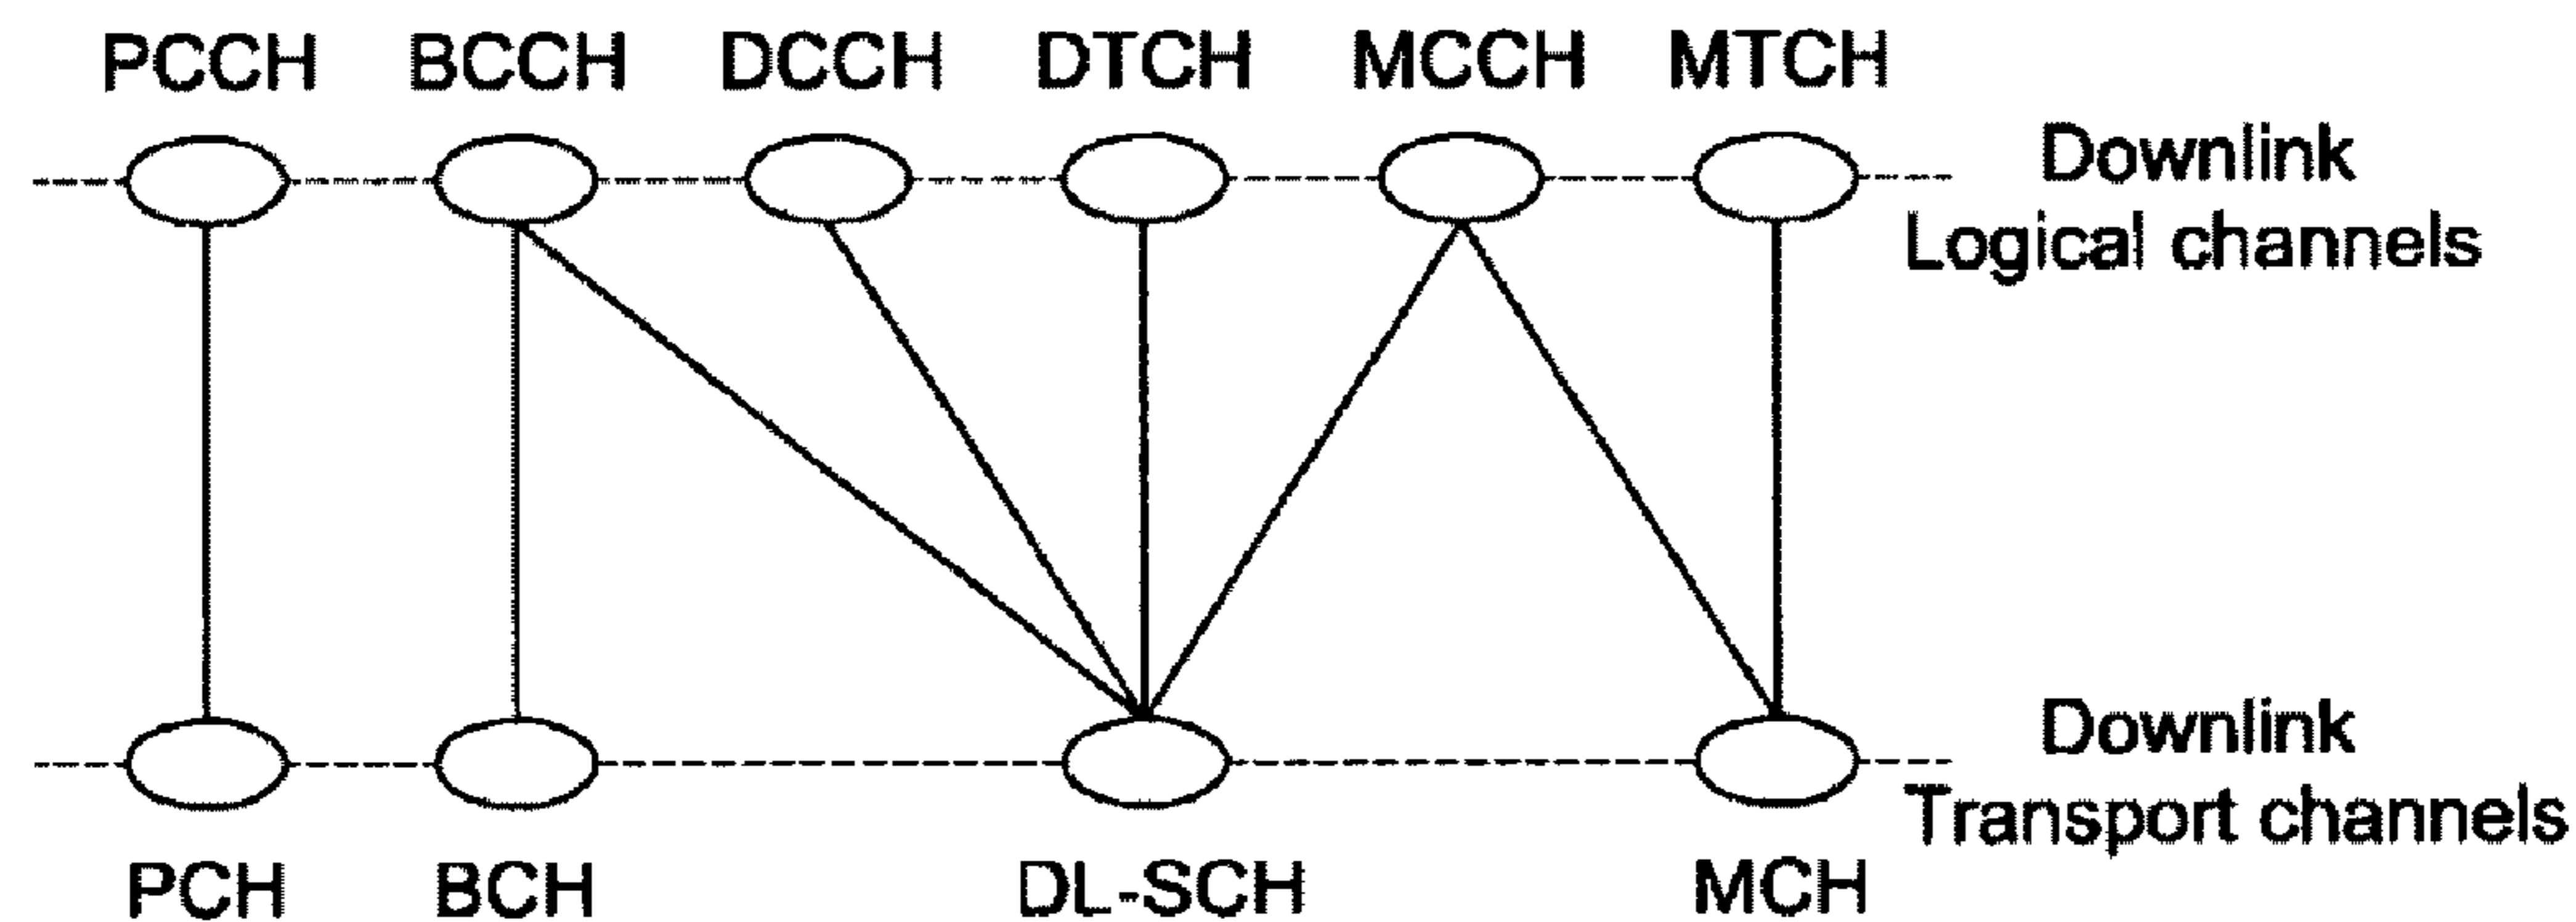 PCCH BCCH DCCH DTCH MCCH MTCH
Downlink
Logical channels
Downlink
Transport channels
PCH BCH DL-SCH MCH